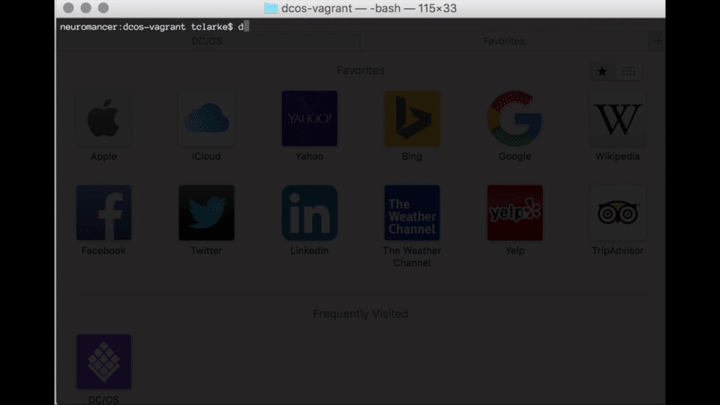 dcos-vagrant — -bash — 115×33
neuromancer:dcos-vagrant tclarke$ d
DC/OS Favorites +
Favorites
YAHOO!
W
Apple iCloud Yahoo Bing Google Wikipedia
The
Weather
Channel
in
yelp
Facebook Twitter LinkedIn The Weather Channel Yelp TripAdvisor
Frequently Visited
DC/OS